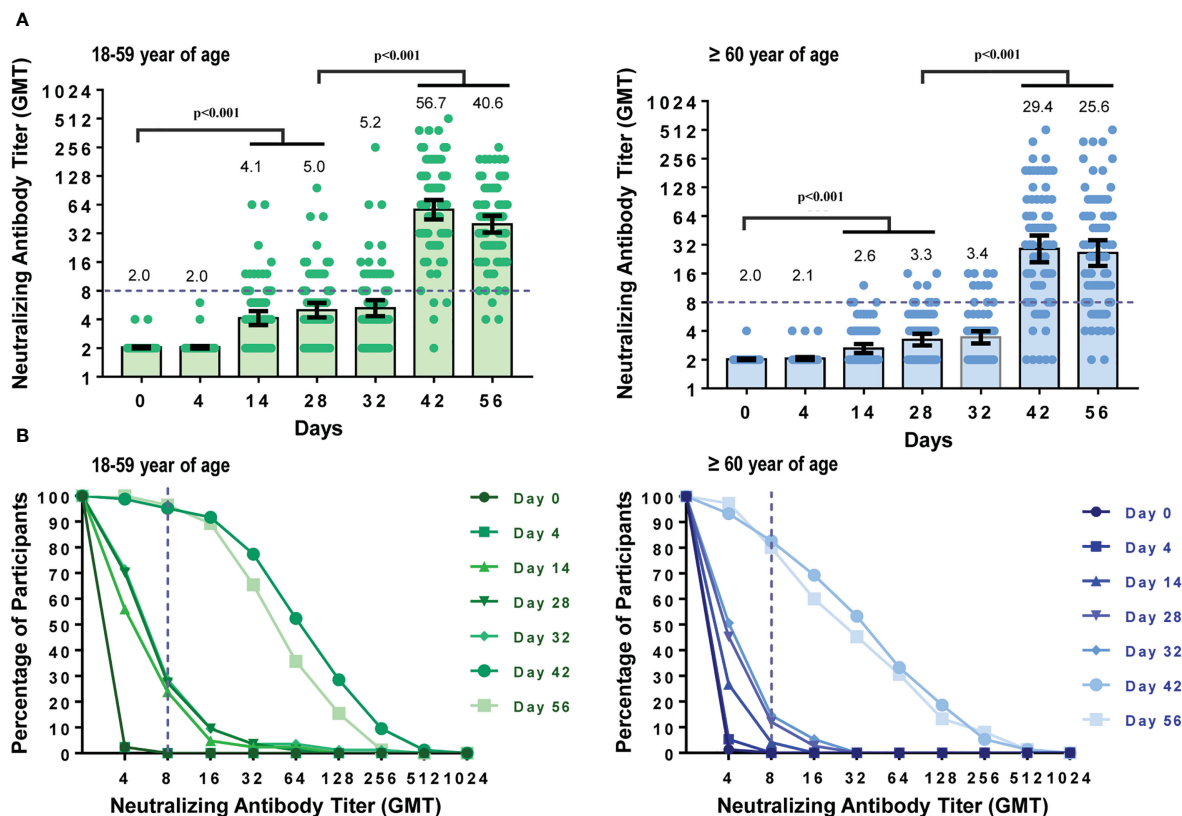 A
18-59 year of age
p<0.001
p<0.001
Neutralizing Antibody Titer (GMT)
1024
512
256
128
64
32
16
8
4
2
1
2.0
2.0
4.1
5.0
5.2
56.7
40.6
0
4
14
28
32
42
56
Days
≥ 60 year of age
p<0.001
p<0.001
Neutralizing Antibody Titer (GMT)
1024
512
256
128
64
32
16
8
4
2
1
2.0
2.1
2.6
3.3
3.4
29.4
25.6
0
4
14
28
32
42
56
Days
B
18-59 year of age
Percentage of Participants
100
90
80
70
60
50
40
30
20
10
0
4
8
16
32
64
128
256
512
1024
Neutralizing Antibody Titer (GMT)
Day 0
Day 4
Day 14
Day 28
Day 32
Day 42
Day 56
≥ 60 year of age
Percentage of Participants
100
90
80
70
60
50
40
30
20
10
0
4
8
16
32
64
128
256
512
1024
Neutralizing Antibody Titer (GMT)
Day 0
Day 4
Day 14
Day 28
Day 32
Day 42
Day 56